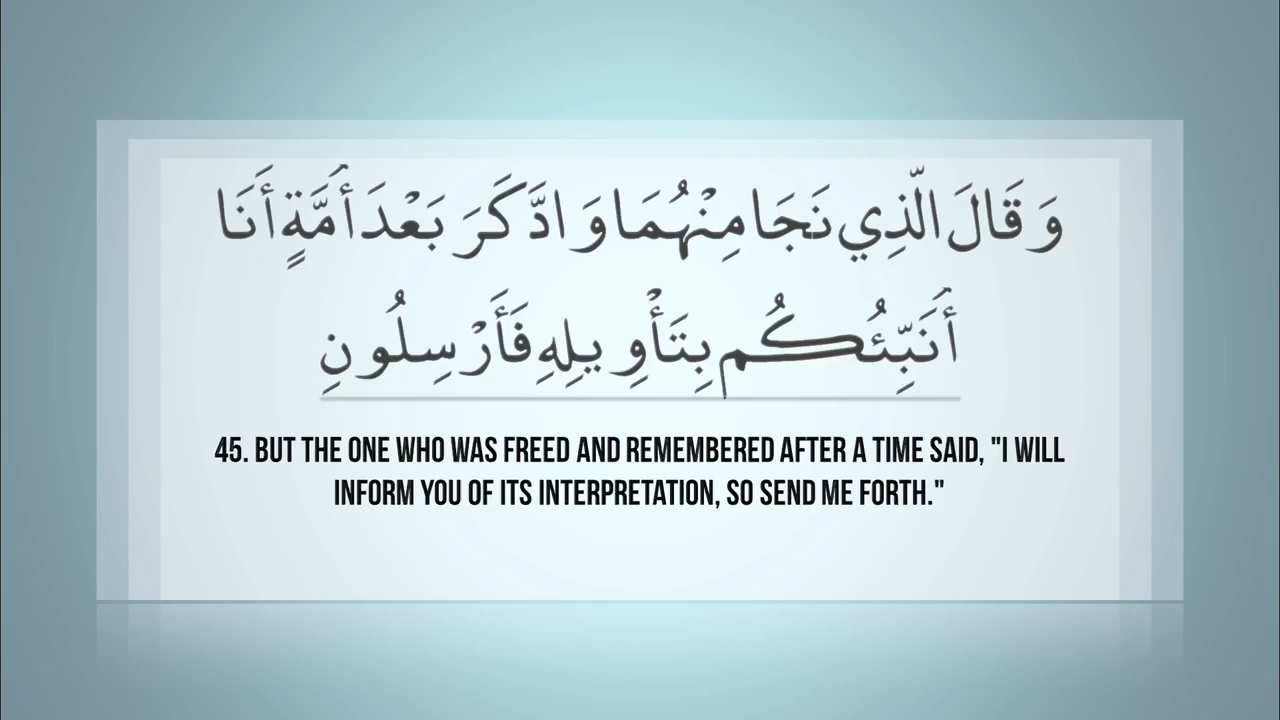 وَقَالَ الَّذِي نَجَا مِنْهُمَا وَادَّكَرَ بَعْدَ أُمَّةٍ أَنَا
أُنَبِّئُكُم بِتَأْوِيلِهِ فَأَرْسِلُونِ
45. BUT THE ONE WHO WAS FREED AND REMEMBERED AFTER A TIME SAID, "I WILL
INFORM YOU OF ITS INTERPRETATION, SO SEND ME FORTH."